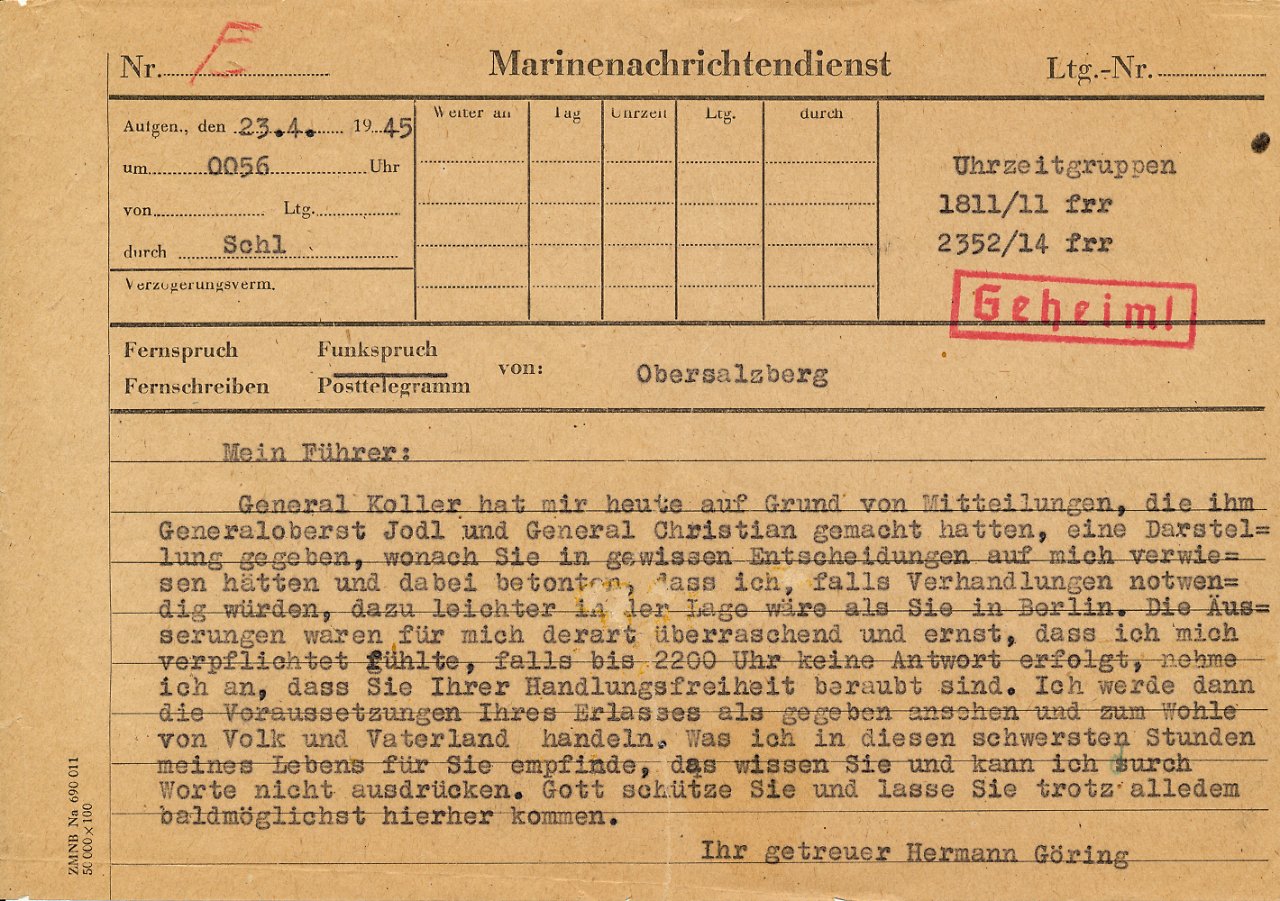 Nr. E
Marinenachrichtendienst
Ltg.-Nr.
Aufgen., den 23.4. 1945
um 0056 Uhr
von Ltg.
durch Schl
Verzögerungsverm.
Weiter an Tag Uhrzeit Ltg. durch
Uhrzeitgruppen
1811/11 frr
2352/14 frr
Geheim!
Fernspruch Funkspruch
Fernschreiben Posttelegramm
von: Obersalzberg
Mein Führer:
General Koller hat mir heute auf Grund von Mitteilungen, die ihm
Generaloberst Jodl und General Christian gemacht hatten, eine Darstel=
lung gegeben, wonach Sie in gewissen Entscheidungen auf mich verwie=
sen hätten und dabei betonten, dass ich, falls Verhandlungen notwen=
dig würden, dazu leichter in der Lage wäre als Sie in Berlin. Die Äus=
serungen waren für mich derart überraschend und ernst, dass ich mich
verpflichtet fühlte, falls bis 2200 Uhr keine Antwort erfolgt, nehme
ich an, dass Sie Ihrer Handlungsfreiheit beraubt sind. Ich werde dann
die Voraussetzungen Ihres Erlasses als gegeben ansehen und zum Wohle
von Volk und Vaterland handeln. Was ich in diesen schwersten Stunden
meines Lebens für Sie empfinde, das wissen Sie und kann ich surch
Worte nicht ausdrücken. Gott schütze Sie und lasse Sie trotz alledem
baldmöglichst hierher kommen.
Ihr getreuer Hermann Göring
ZMNB Na 690 011
50 000 x 100